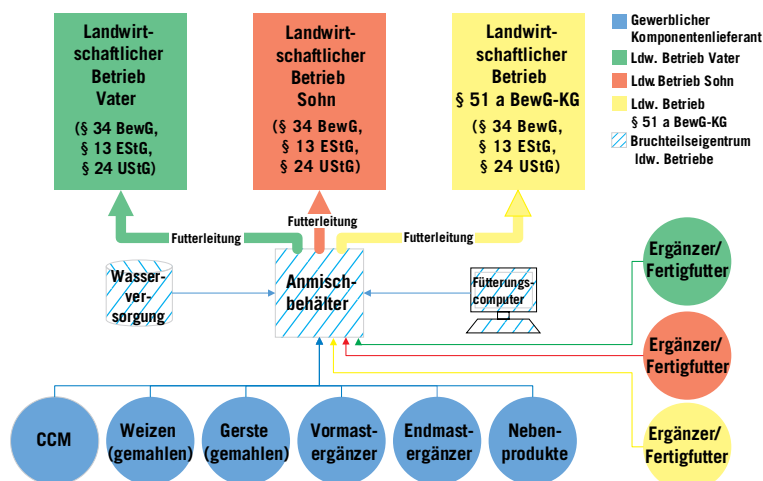 Landwirt-
schaftlicher
Betrieb
Vater
(§ 34 BewG,
§ 13 EStG,
§ 24 UStG)
Landwirt-
schaftlicher
Betrieb
Sohn
(§ 34 BewG,
§ 13 EStG,
§ 24 UStG)
Landwirt-
schaftlicher
Betrieb
§ 51 a BewG-KG
(§ 34 BewG,
§ 13 EStG,
§ 24 UStG)
Gewerblicher
Komponentenlieferant
Ldw. Betrieb Vater
Ldw. Betrieb Sohn
Ldw. Betrieb
§ 51 a BewG-KG
Bruchteilseigentum
ldw. Betriebe
Futterleitung
Futterleitung
Futterleitung
Wasser-
ver-
sorgung
Anmisch-
behälter
Fütterungs-
computer
Ergänzer/
Fertigfutter
Ergänzer/
Fertigfutter
Ergänzer/
Fertigfutter
CCM
Weizen
(gemahlen)
Gerste
(gemahlen)
Vormast-
ergänzer
Endmast-
ergänzer
Neben-
produkte